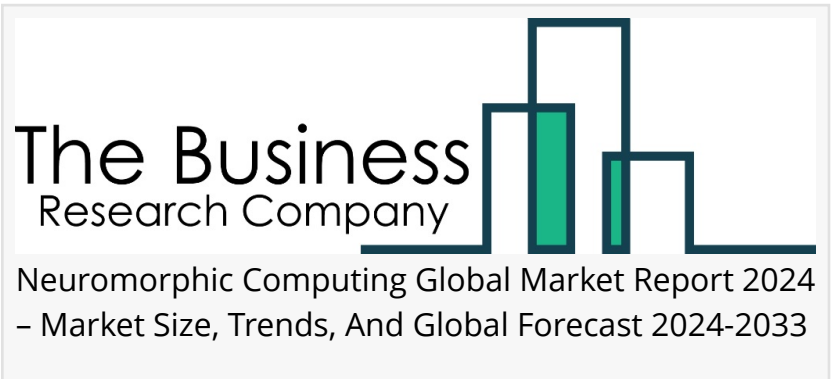 The Business
Research Company
Neuromorphic Computing Global Market Report 2024
– Market Size, Trends, And Global Forecast 2024-2033